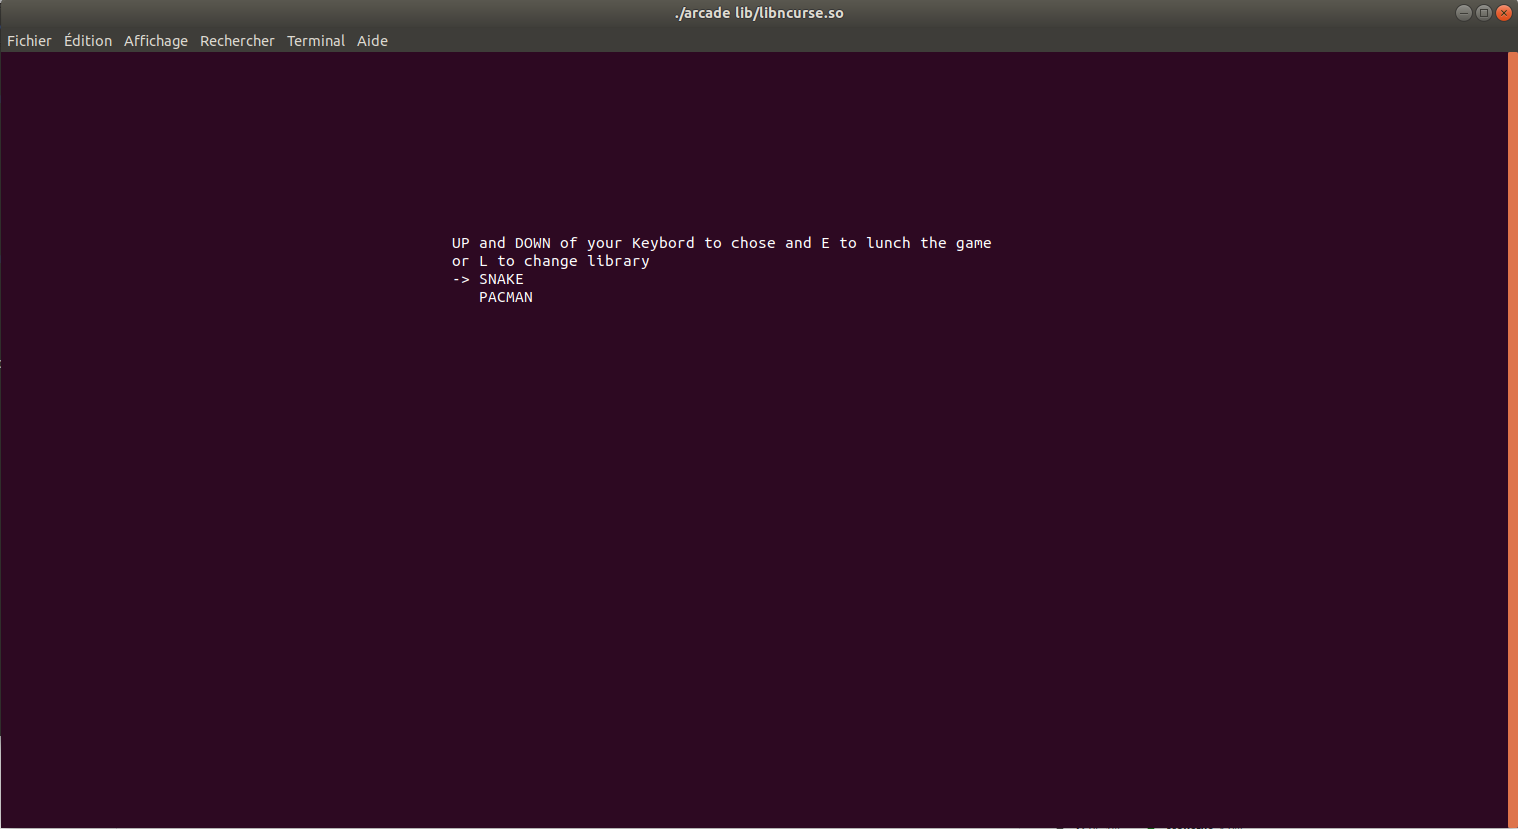 ./arcade lib/libncurse.so
Fichier Édition Affichage Rechercher Terminal Aide
UP and DOWN of your Keybord to chose and E to lunch the game
or L to change library
-> SNAKE
PACMAN